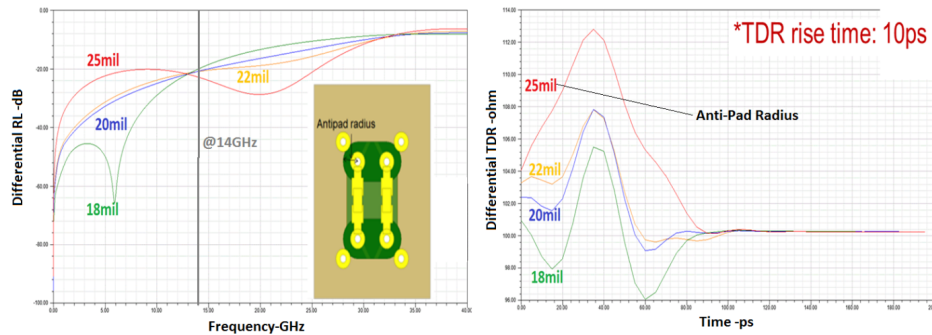 Differential RL -dB
0.00
-20.00
-40.00
-60.00
-80.00
-100.00
25mil
22mil
20mil
18mil
@14GHz
Antipad radius
0.00
5.00
10.00
15.00
20.00
25.00
30.00
35.00
40.00
Frequency-GHz
*TDR rise time: 10ps
Differential TDR -ohm
114.00
112.00
110.00
108.00
106.00
104.00
102.00
100.00
98.00
96.00
25mil
Anti-Pad Radius
22mil
20mil
18mil
0.00
20.00
40.00
60.00
80.00
100.00
120.00
140.00
160.00
180.00
Time -ps